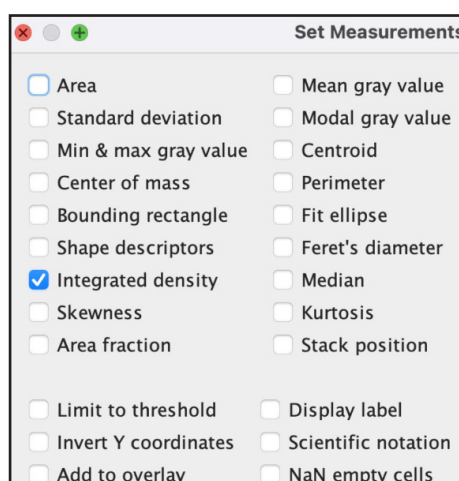 Set Measurements
Area Mean gray value
Standard deviation Modal gray value
Min & max gray value Centroid
Center of mass Perimeter
Bounding rectangle Fit ellipse
Shape descriptors Feret's diameter
Integrated density Median
Skewness Kurtosis
Area fraction Stack position
Limit to threshold Display label
Invert Y coordinates Scientific notation
Add to overlay NaN empty cells